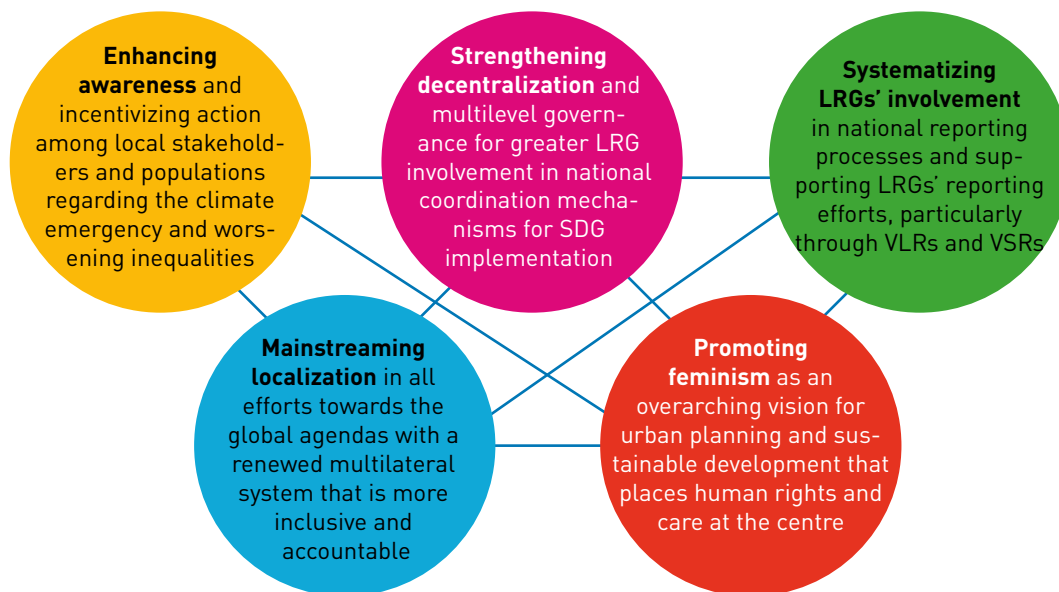 Enhancing
awareness and
incentivizing action
among local stakehold-
ers and populations
regarding the climate
emergency and wors-
ening inequalities
Strengthening
decentralization and
multilevel govern-
ance for greater LRG
involvement in national
coordination mecha-
nisms for SDG
implementation
Systematizing
LRGs’ involvement
in national reporting
processes and sup-
porting LRGs’ reporting
efforts, particularly
through VLRs and VSRs
Mainstreaming
localization in all
efforts towards the
global agendas with a
renewed multilateral
system that is more
inclusive and
accountable
Promoting
feminism as an
overarching vision for
urban planning and sus-
tainable development that
places human rights and
care at the centre